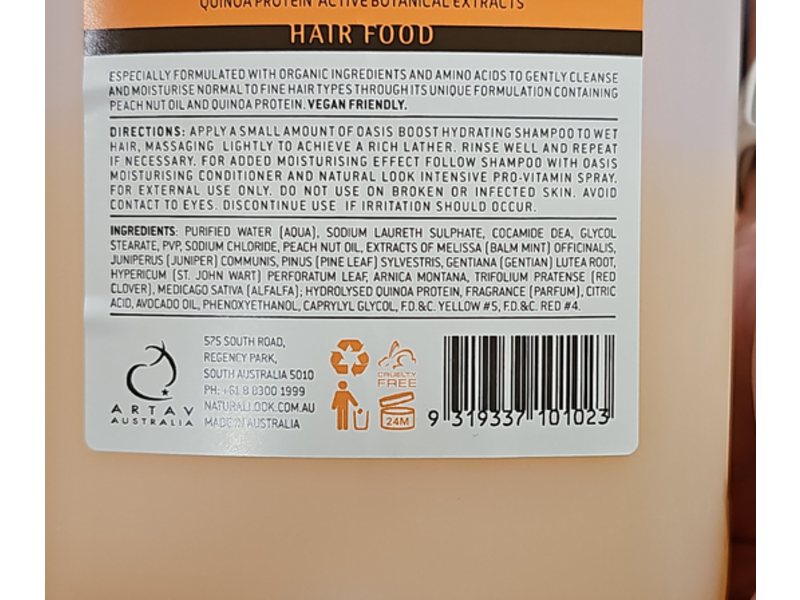 QUINOA PROTEIN ACTIVE BOTANICAL EXTRACTS
HAIR FOOD
ESPECIALLY FORMULATED WITH ORGANIC INGREDIENTS AND AMINO ACIDS TO GENTLY CLEANSE
AND MOISTURISE NORMAL TO FINE HAIR TYPES THROUGH ITS UNIQUE FORMULATION CONTAINING
PEACH NUT OIL AND QUINOA PROTEIN. VEGAN FRIENDLY.
DIRECTIONS: APPLY A SMALL AMOUNT OF OASIS BOOST HYDRATING SHAMPOO TO WET
HAIR, MASSAGING LIGHTLY TO ACHIEVE A RICH LATHER. RINSE WELL AND REPEAT
IF NECESSARY. FOR ADDED MOISTURISING EFFECT FOLLOW SHAMPOO WITH OASIS
MOISTURISING CONDITIONER AND NATURAL LOOK INTENSIVE PRO-VITAMIN SPRAY.
FOR EXTERNAL USE ONLY. DO NOT USE ON BROKEN OR INFECTED SKIN. AVOID
CONTACT TO EYES. DISCONTINUE USE IF IRRITATION SHOULD OCCUR.
INGREDIENTS: PURIFIED WATER (AQUA), SODIUM LAURETH SULPHATE, COCAMIDE DEA, GLYCOL
STEARATE, PVP, SODIUM CHLORIDE, PEACH NUT OIL, EXTRACTS OF MELISSA (BALM MINT) OFFICINALIS,
JUNIPERUS (JUNIPER) COMMUNIS, PINUS (PINE LEAF) SYLVESTRIS, GENTIANA (GENTIAN) LUTEA ROOT,
HYPERICUM (ST. JOHN WART) PERFORATUM LEAF, ARNICA MONTANA, TRIFOLIUM PRATENSE (RED
CLOVER), MEDICAGO SATIVA (ALFALFA); HYDROLYSED QUINOA PROTEIN, FRAGRANCE (PARFUM), CITRIC
ACID, AVOCADO OIL, PHENOXYETHANOL, CAPRYLYL GLYCOL, F.D.&C. YELLOW #5, F.D.&C. RED #4.
ARTAV
AUSTRALIA
575 SOUTH ROAD,
REGENCY PARK,
SOUTH AUSTRALIA 5010
PH: +61 8 8300 1999
NATURALLOOK.COM.AU
MADE IN AUSTRALIA
CRUELTY
FREE
24M
9 319337 101023